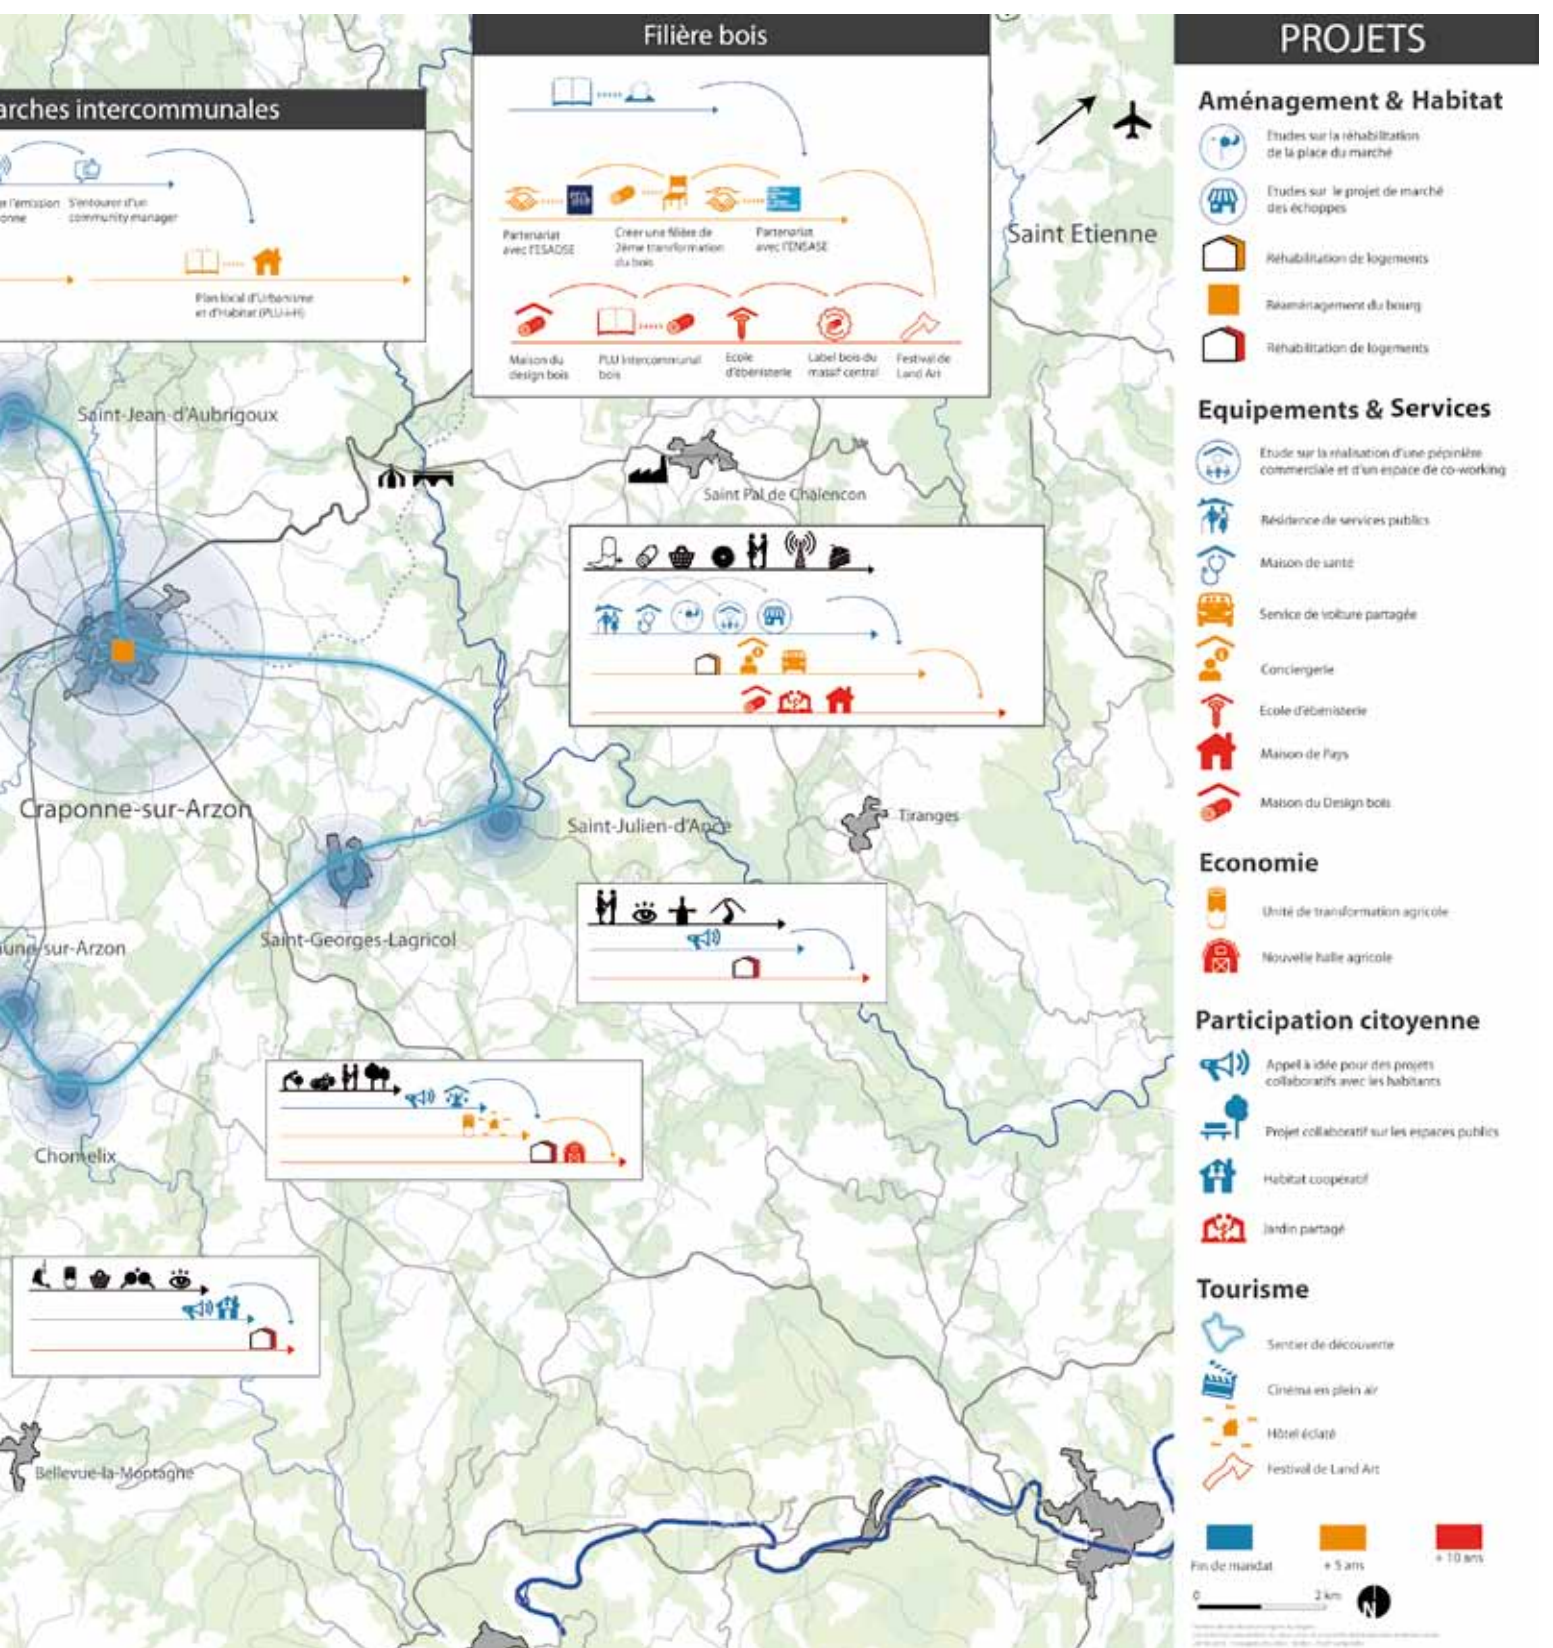 Filière bois
arches intercommunales
er l'émission
onne
S'entourer d'un
community manager
Plan local d'Urbanisme
et d'Habitat (PLU-i-H)
Partenariat
avec l'ESADSE
Créer une filière de
2ème transformation
du bois
Partenariat
avec l'ENSASE
Maison du
design bois
PLU Intercommunal
bois
Ecole
d'ébénisterie
Label bois du
massif central
Festival de
Land Art
Saint Etienne
Saint-Jean-d'Aubrigoux
Saint Pal de Chalencon
Craponne-sur-Arzon
Saint-Julien-d'Ance
Tiranges
Saint-Georges-Lagricol
aune-sur-Arzon
Chomelix
Bellevue-la-Montagne
PROJETS
Aménagement & Habitat
Etudes sur la réhabilitation
de la place du marché
Etudes sur le projet de marché
des échoppes
Réhabilitation de logements
Réaménagement du bourg
Réhabilitation de logements
Equipements & Services
Etude sur la réalisation d'une pépinière
commerciale et d'un espace de co-working
Résidence de services publics
Maison de santé
Service de voiture partagée
Conciergerie
Ecole d'ébénisterie
Maison de Pays
Maison du Design bois
Economie
Unité de transformation agricole
Nouvelle halle agricole
Participation citoyenne
Appel à idée pour des projets
collaboratifs avec les habitants
Projet collaboratif sur les espaces publics
Habitat coopératif
Jardin partagé
Tourisme
Sentier de découverte
Cinéma en plein air
Hôtel éclaté
Festival de Land Art
Fin de mandat
+ 5 ans
+ 10 ans
0
2 km
N